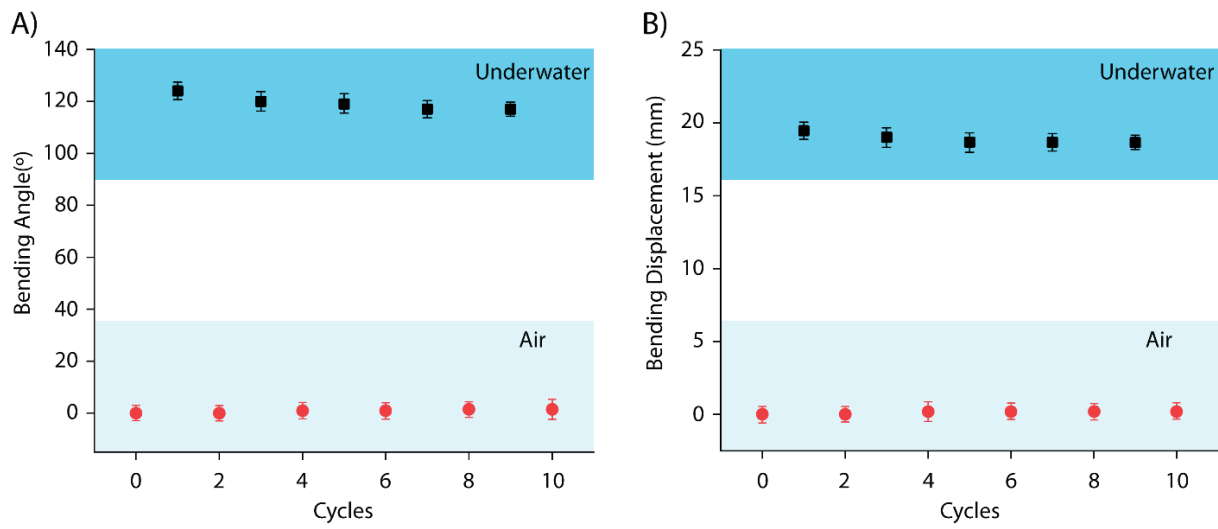 A)
140
120
100
80
60
40
20
0
Bending Angle(o)
Underwater
Air
0 2 4 6 8 10
Cycles
B)
25
20
15
10
5
0
Bending Displacement (mm)
Underwater
Air
0 2 4 6 8 10
Cycles